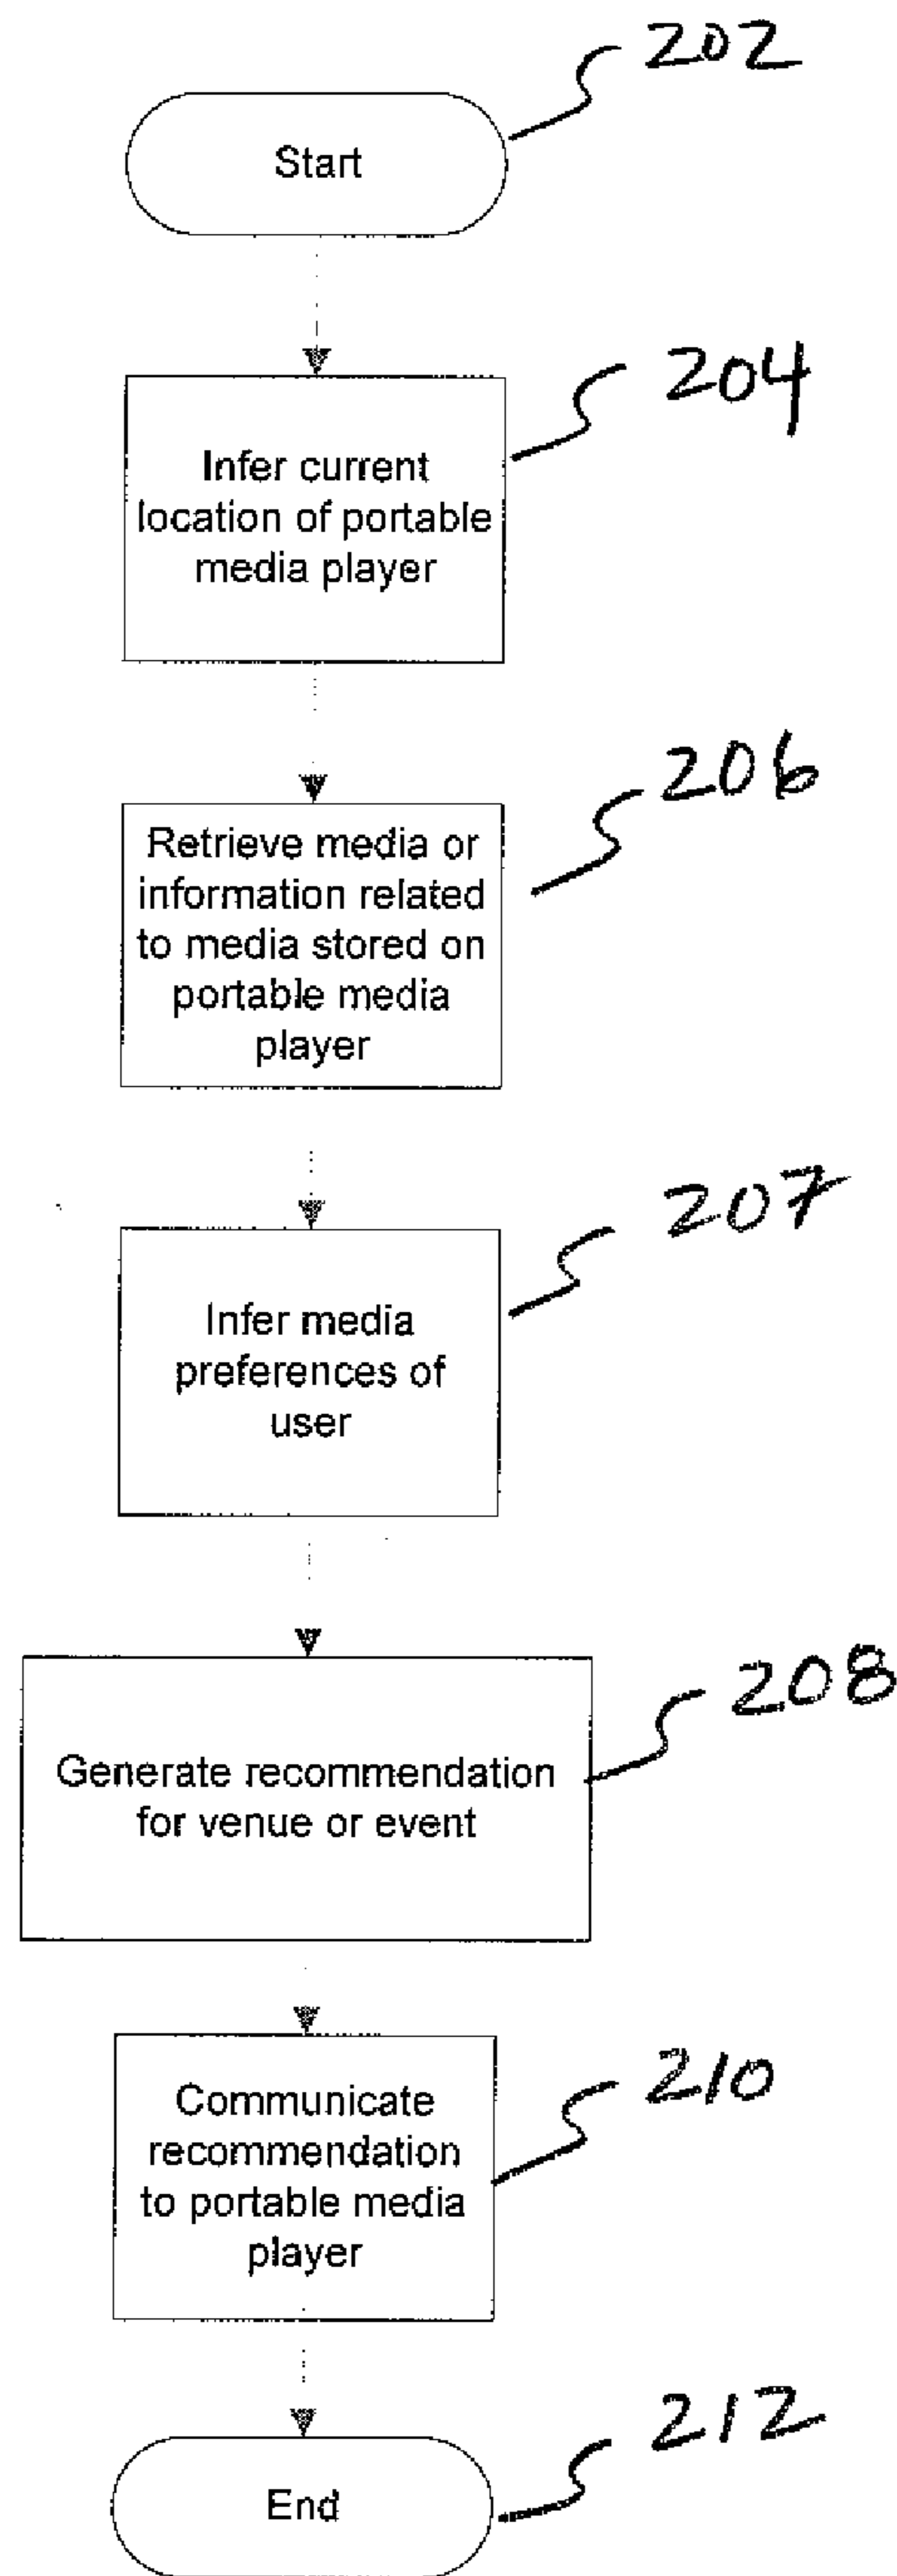 202
Start
204
Infer current
location of portable
media player
206
Retrieve media or
information related
to media stored on
portable media
player
207
Infer media
preferences of
user
208
Generate recommendation
for venue or event
210
Communicate
recommendation
to portable media
player
212
End